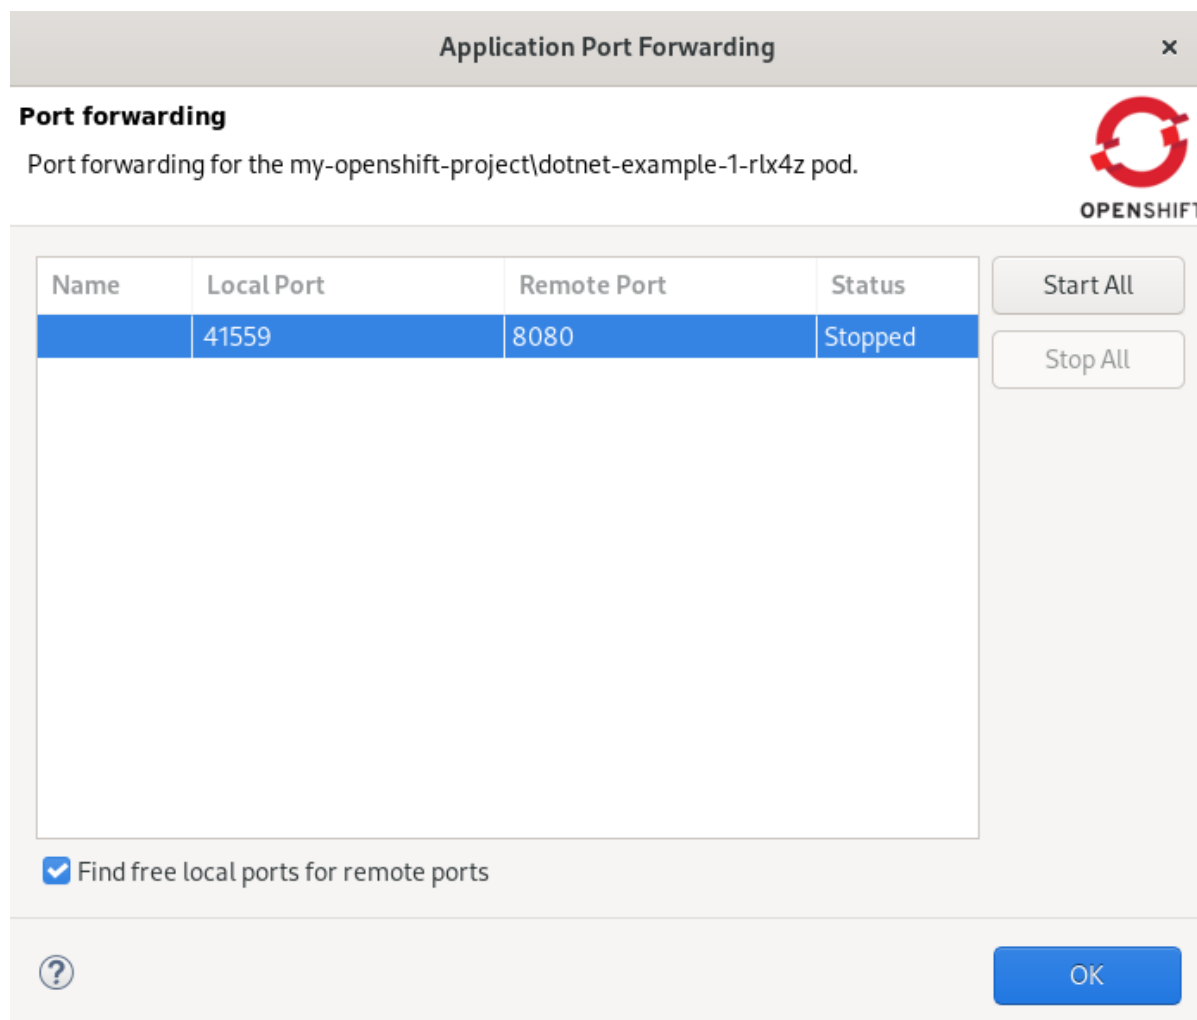 Application Port Forwarding ×
Port forwarding
Port forwarding for the my-openshift-project\dotnet-example-1-rlx4z pod.
OPENSHIFT
Name Local Port Remote Port Status
41559 8080 Stopped
Start All
Stop All
Find free local ports for remote ports
?
OK